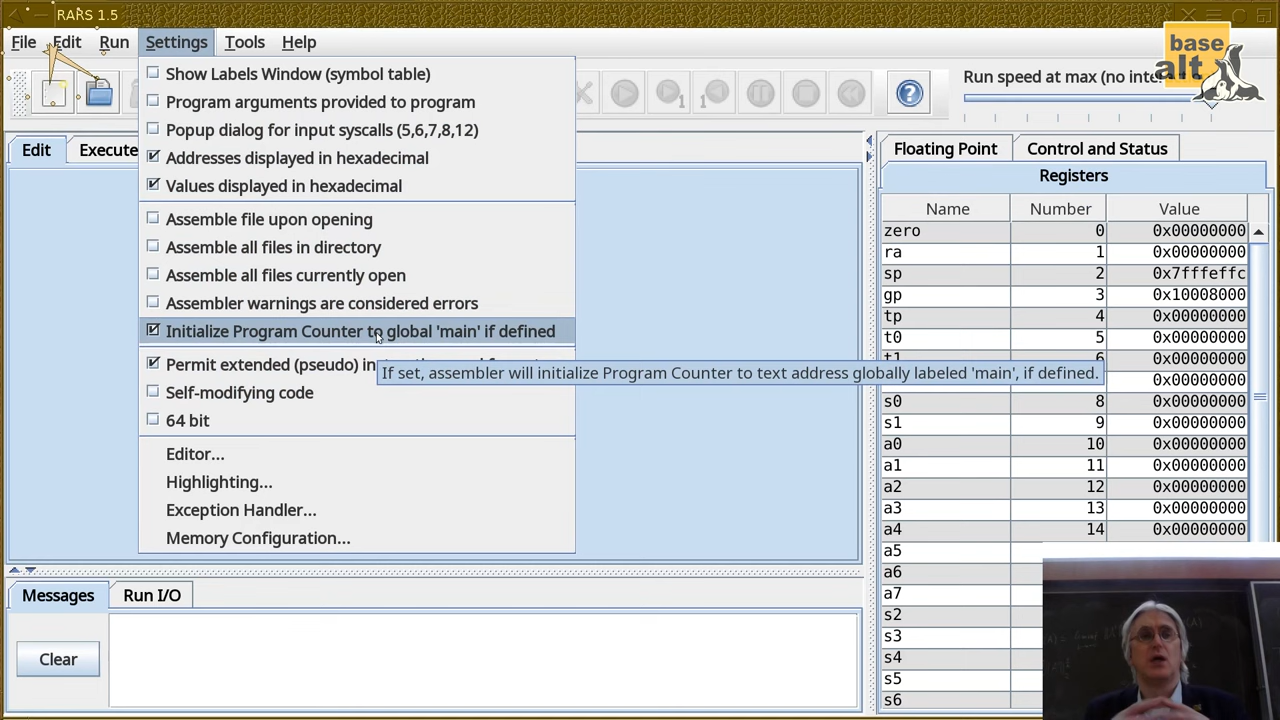 RARS 1.5
File Edit Run Settings Tools Help
Show Labels Window (symbol table)
Program arguments provided to program
Popup dialog for input syscalls (5,6,7,8,12)
Addresses displayed in hexadecimal
Values displayed in hexadecimal
Assemble file upon opening
Assemble all files in directory
Assemble all files currently open
Assembler warnings are considered errors
Initialize Program Counter to global 'main' if defined
Permit extended (pseudo)
If set, assembler will initialize Program Counter to text address globally labeled 'main', if defined.
Self-modifying code
64 bit
Editor...
Highlighting...
Exception Handler...
Memory Configuration...
1 1
Run speed at max (no
base
alt
Edit Execute
Floating Point Control and Status
Registers
Name Number Value
zero 0 0x00000000
ra 1 0x00000000
sp 2 0x7fffeffc
gp 3 0x10008000
tp 4 0x00000000
t0 5 0x00000000
t1 6 0x00000000
0x00000000
s0 8 0x00000000
s1 9 0x00000000
a0 10 0x00000000
a1 11 0x00000000
a2 12 0x00000000
a3 13 0x00000000
a4 14 0x00000000
a5
a6
a7
s2
s3
s4
s5
s6
Messages Run I/O
Clear